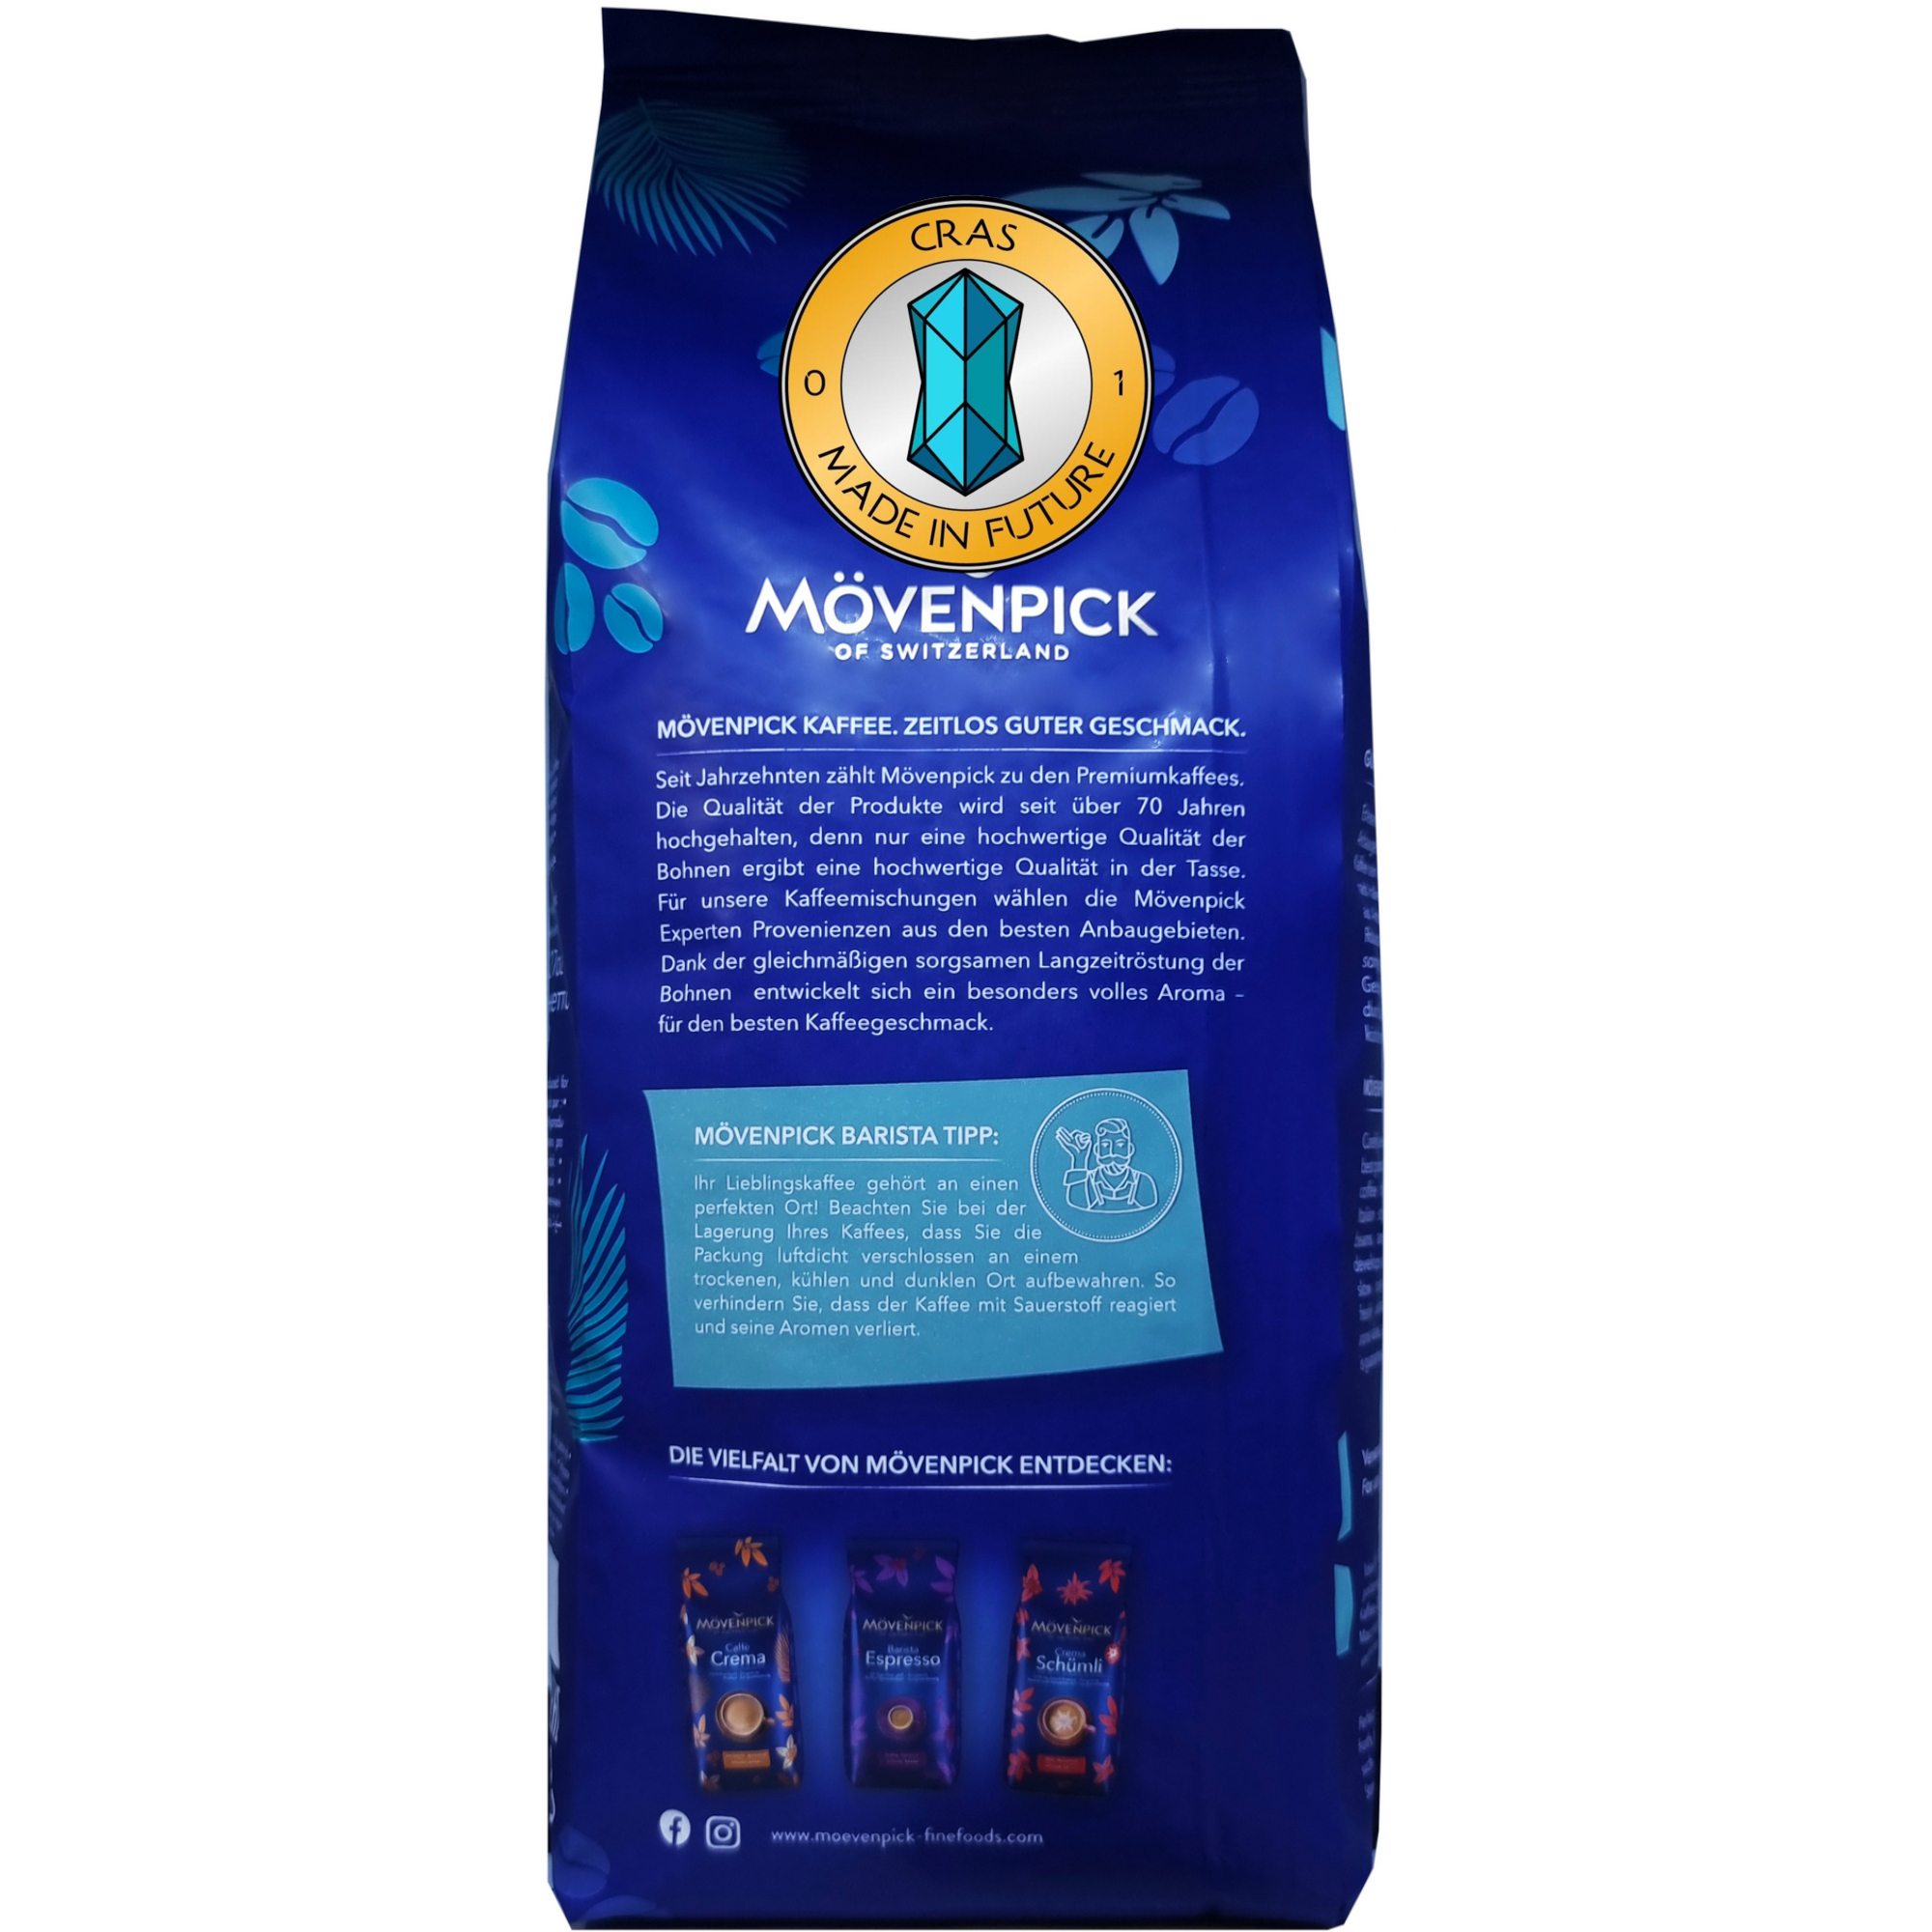 CRAS
0 1
MADE IN FUTURE
MÖVENPICK
OF SWITZERLAND
MÖVENPICK KAFFEE. ZEITLOS GUTER GESCHMACK.
Seit Jahrzehnten zählt Mövenpick zu den Premiumkaffees.
Die Qualität der Produkte wird seit über 70 Jahren
hochgehalten, denn nur eine hochwertige Qualität der
Bohnen ergibt eine hochwertige Qualität in der Tasse.
Für unsere Kaffeemischungen wählen die Mövenpick
Experten Provenienzen aus den besten Anbaugebieten.
Dank der gleichmäßigen sorgsamen Langzeitröstung der
Bohnen entwickelt sich ein besonders volles Aroma –
für den besten Kaffeegeschmack.
MÖVENPICK BARISTA TIPP:
Ihr Lieblingskaffee gehört an einen
perfekten Ort! Beachten Sie bei der
Lagerung Ihres Kaffees, dass Sie die
Packung luftdicht verschlossen an einem
trockenen, kühlen und dunklen Ort aufbewahren. So
verhindern Sie, dass der Kaffee mit Sauerstoff reagiert
und seine Aromen verliert.
DIE VIELFALT VON MÖVENPICK ENTDECKEN:
MÖVENPICK
Caffè
Crema
MÖVENPICK
Barista
Espresso
MÖVENPICK
Crema
Schümli
www.moevenpick-finefoods.com